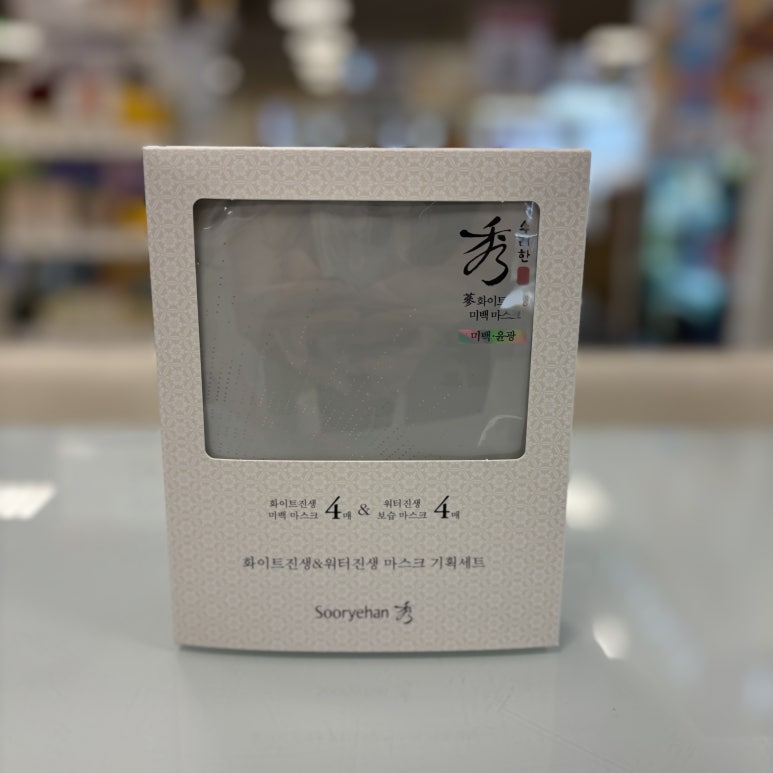 秀
수려한
蔘화이트
미백 마스크
미백·윤광
화이트진생
미백 마스크 4매
&
워터진생
보습 마스크 4매
화이트진생&워터진생 마스크 기획세트
Sooryehan 秀